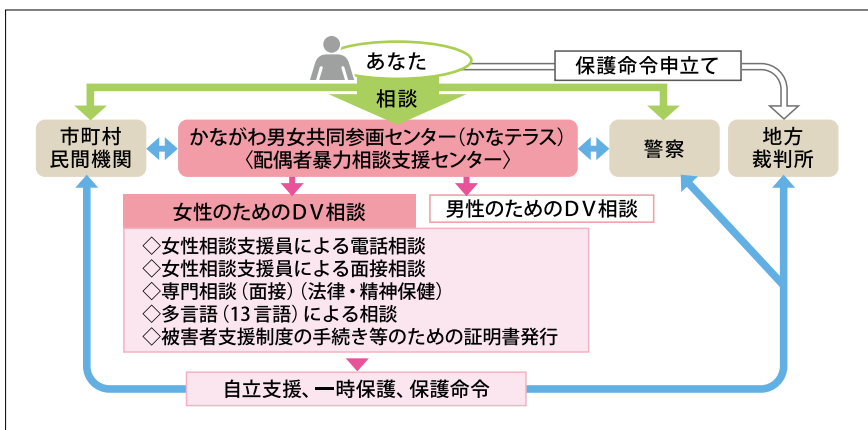 あなた
保護命令申立て
相談
市町村
民間機関
かながわ男女共同参画センター(かなテラス)
〈配偶者暴力相談支援センター〉
警察
地方
裁判所
女性のためのDV相談
男性のためのDV相談
◇女性相談支援員による電話相談
◇女性相談支援員による面接相談
◇専門相談(面接)(法律・精神保健)
◇多言語(13言語)による相談
◇被害者支援制度の手続き等のための証明書発行
自立支援、一時保護、保護命令